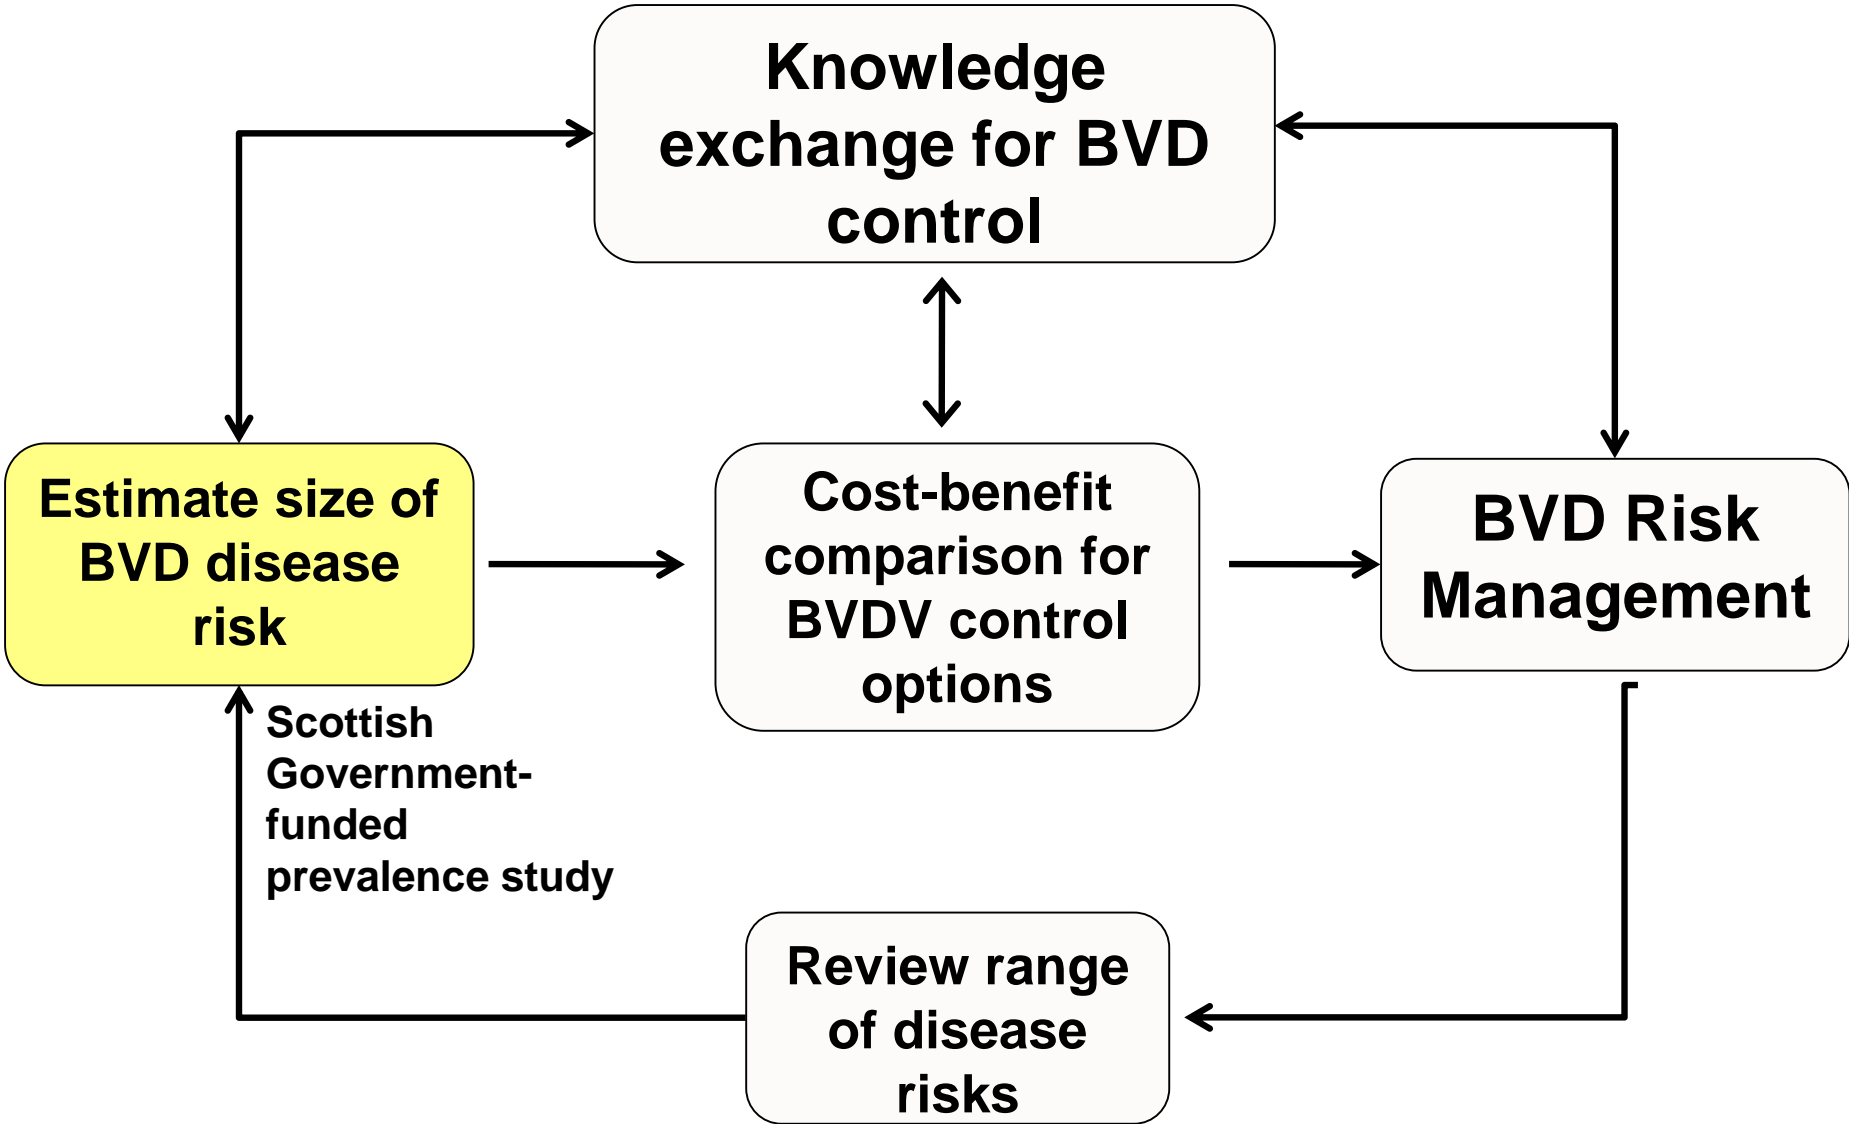 Knowledge
exchange for BVD
control
Estimate size of
BVD disease
risk
Cost-benefit
comparison for
BVDV control
options
BVD Risk
Management
Scottish
Government-
funded
prevalence study
Review range
of disease
risks